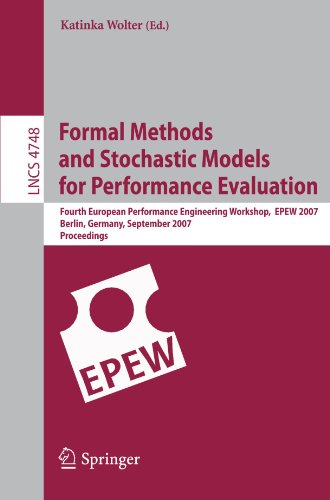 Katinka Wolter (Ed.)
LNCS 4748
Formal Methods
and Stochastic Models
for Performance Evaluation
Fourth European Performance Engineering Workshop, EPEW 2007
Berlin, Germany, September 2007
Proceedings
EPEW
Springer